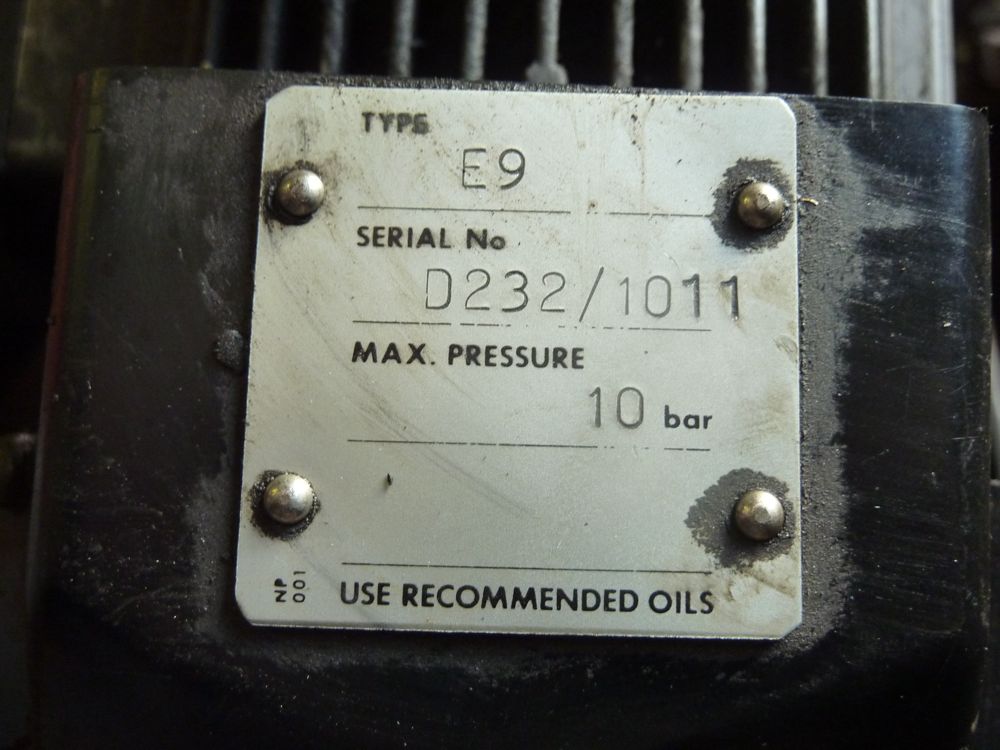 TYPE
E9
SERIAL No
D232/1011
MAX. PRESSURE
10 bar
NP
001
USE RECOMMENDED OILS